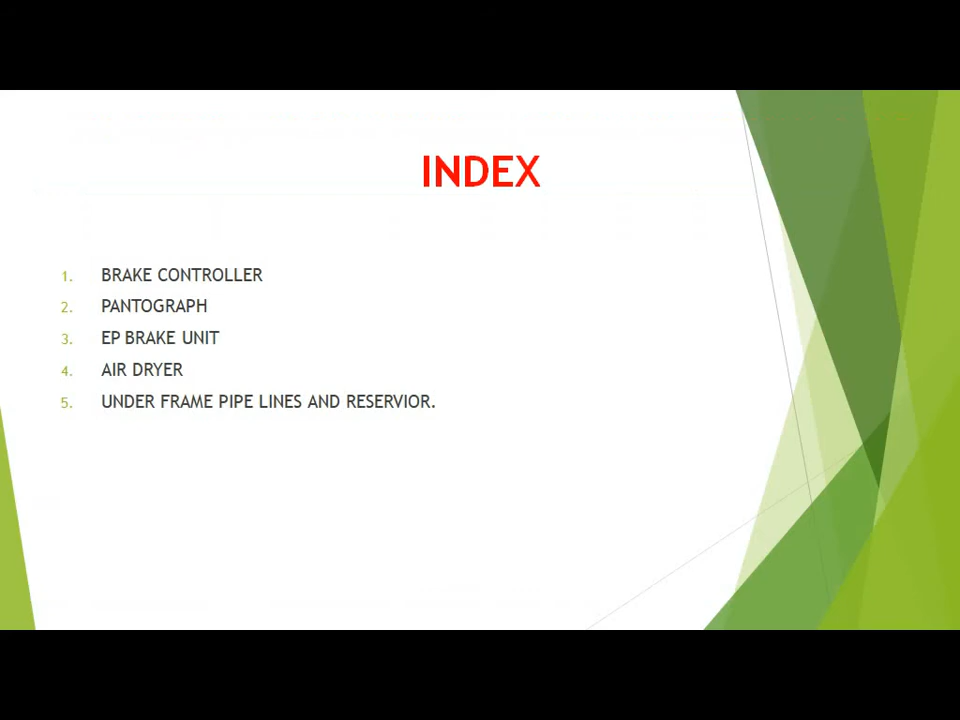 INDEX
1. BRAKE CONTROLLER
2. PANTOGRAPH
3. EP BRAKE UNIT
4. AIR DRYER
5. UNDER FRAME PIPE LINES AND RESERVIOR.